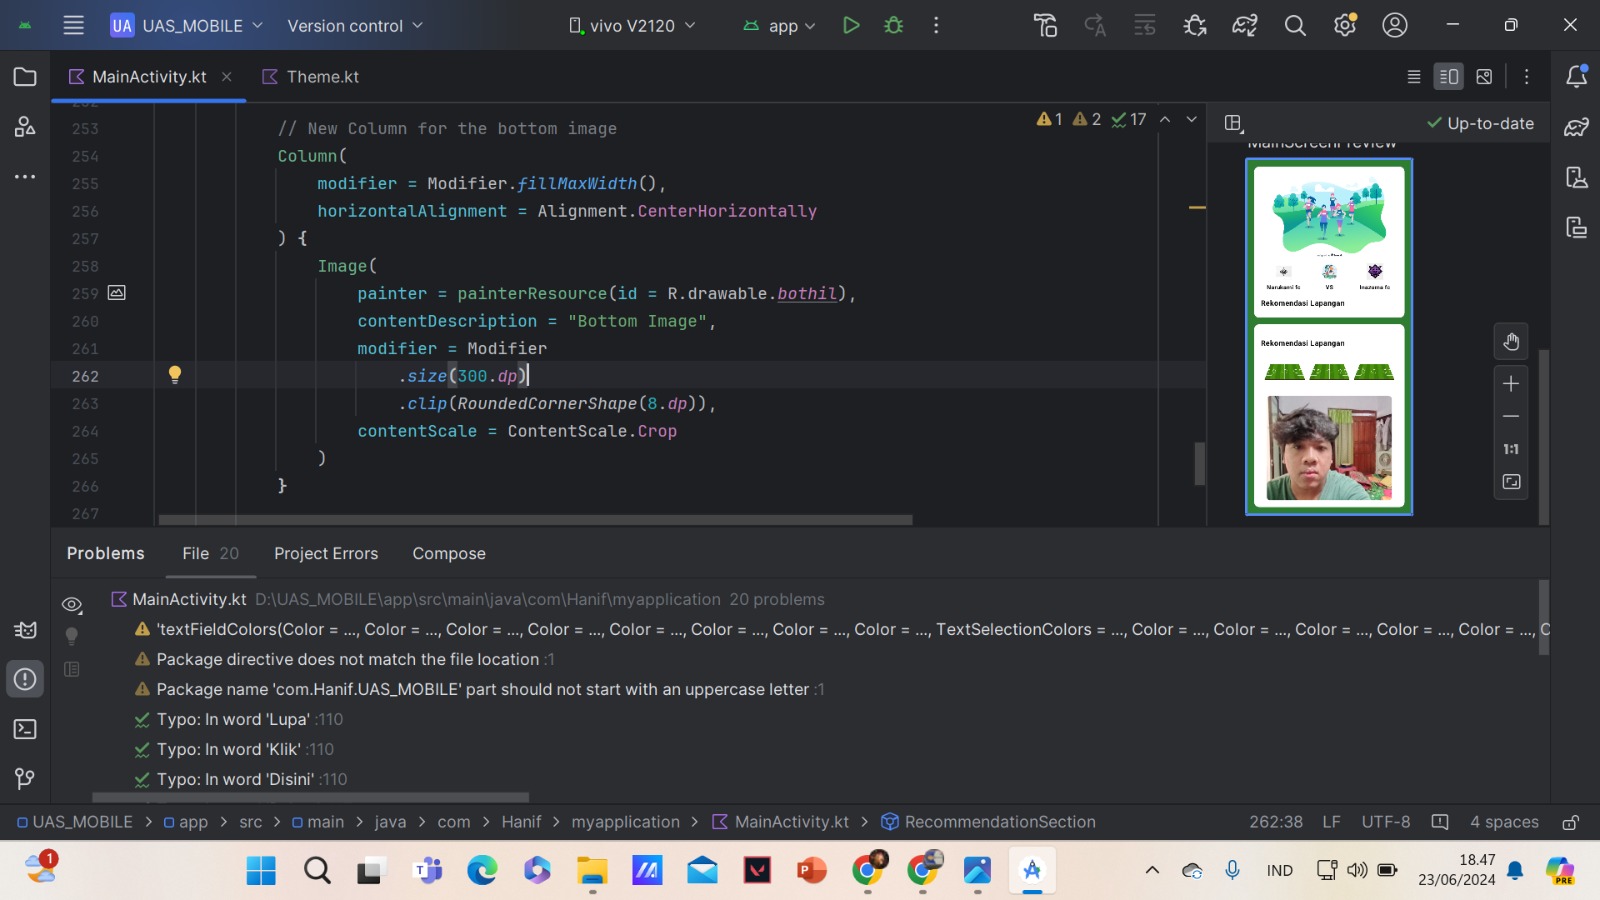 UA UAS_MOBILE Version control vivo V2120 app
MainActivity.kt Theme.kt
253 // New Column for the bottom image
254 Column(
255 modifier = Modifier.fillMaxWidth(),
256 horizontalAlignment = Alignment.CenterHorizontally
257 ) {
258 Image(
259 painter = painterResource(id = R.drawable.bothil),
260 contentDescription = "Bottom Image",
261 modifier = Modifier
262 .size(300.dp)
263 .clip(RoundedCornerShape(8.dp)),
264 contentScale = ContentScale.Crop
265 )
266 }
267
1 2 17
Up-to-date
MainScreenPreview
Narukami fc VS Inazuma fc
Rekomendasi Lapangan
Rekomendasi Lapangan
1:1
Problems File 20 Project Errors Compose
MainActivity.kt D:\UAS_MOBILE\app\src\main\java\com\Hanif\myapplication 20 problems
'textFieldColors(Color = ..., Color = ..., Color = ..., Color = ..., Color = ..., Color = ..., Color = ..., Color = ..., TextSelectionColors = ..., Color = ..., Color = ..., Color = ..., Color = ..., Color = ..., C
Package directive does not match the file location :1
Package name 'com.Hanif.UAS_MOBILE' part should not start with an uppercase letter :1
Typo: In word 'Lupa' :110
Typo: In word 'Klik' :110
Typo: In word 'Disini' :110
UAS_MOBILE > app > src > main > java > com > Hanif > myapplication > MainActivity.kt > RecommendationSection 262:38 LF UTF-8 4 spaces
1 IND 18.47
23/06/2024
PRE